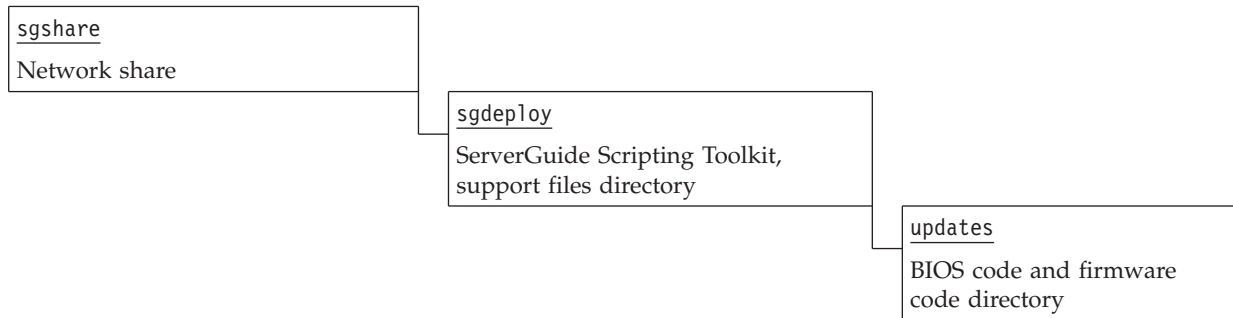 sgshare
Network share
sgdeploy
ServerGuide Scripting Toolkit,
support files directory
updates
BIOS code and firmware
code directory